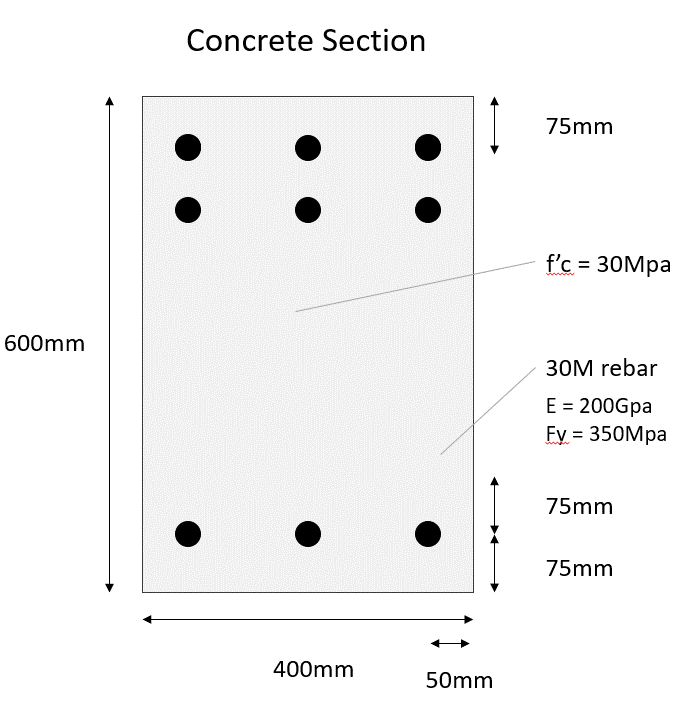 Concrete Section
75mm
f'c = 30Mpa
600mm
30M rebar
E = 200Gpa
Fy = 350Mpa
75mm
75mm
400mm
50mm